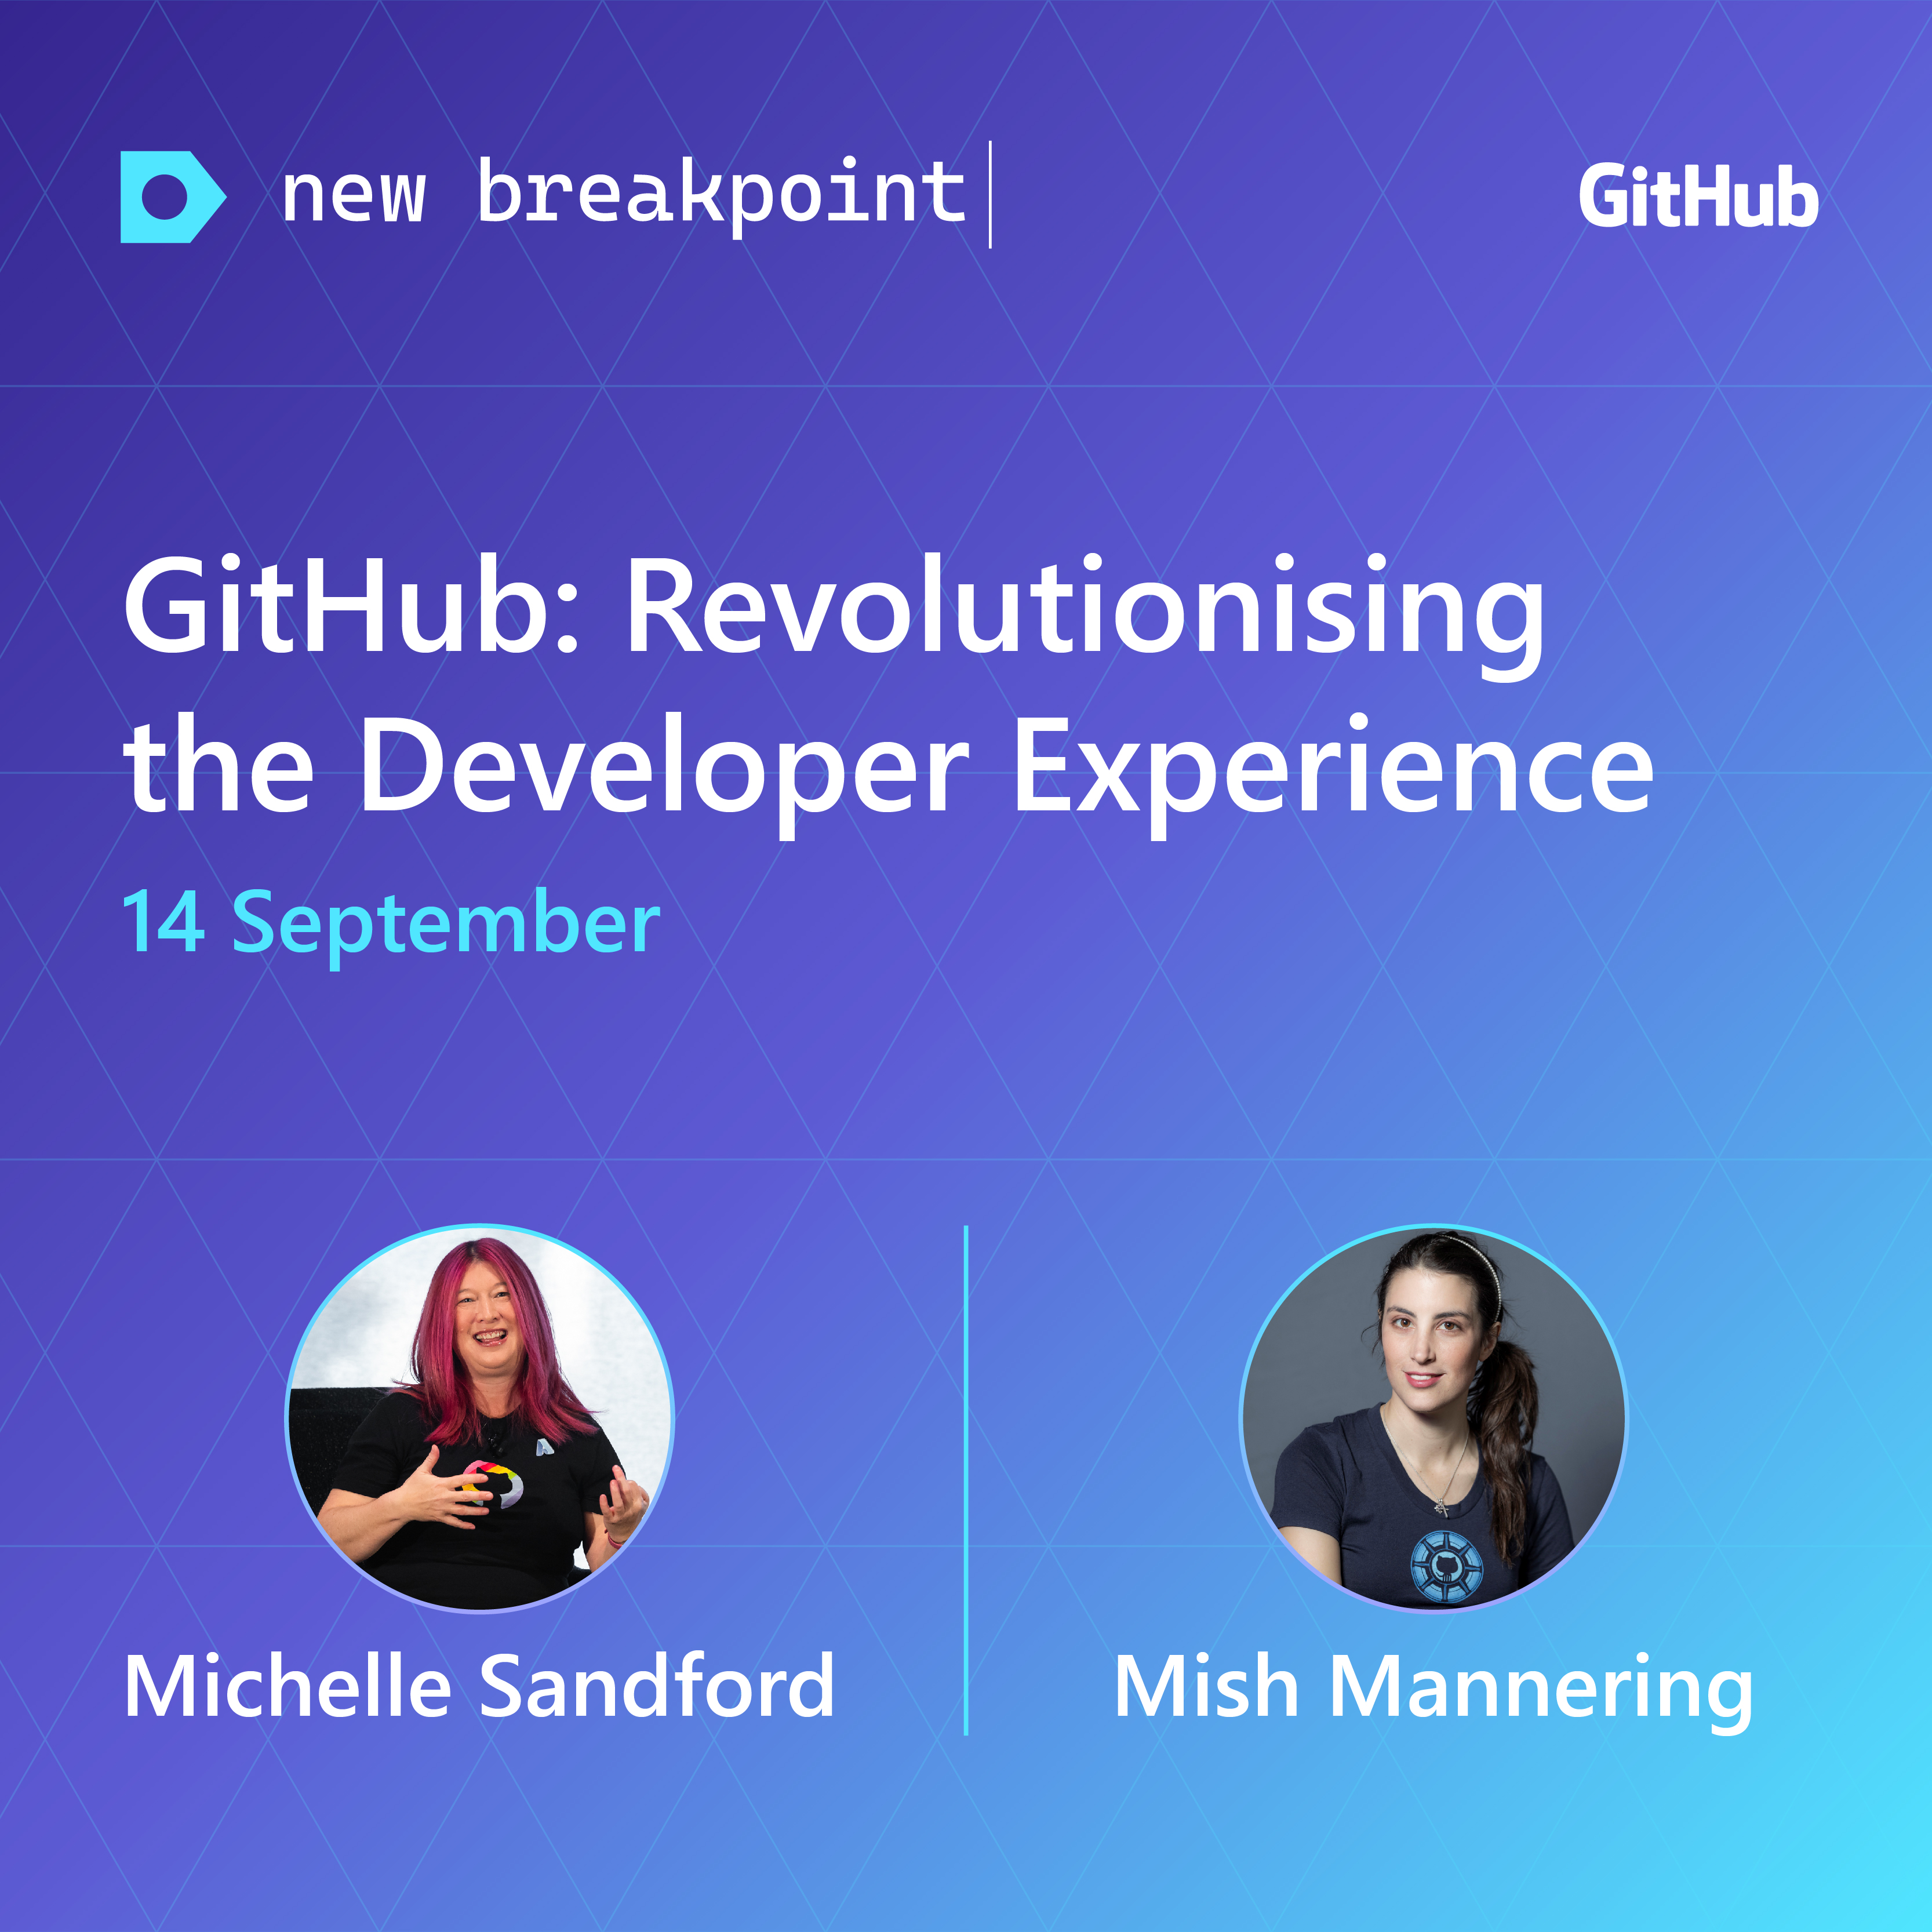 new breakpoint
GitHub
GitHub: Revolutionising
the Developer Experience
14 September
Michelle Sandford
Mish Mannering